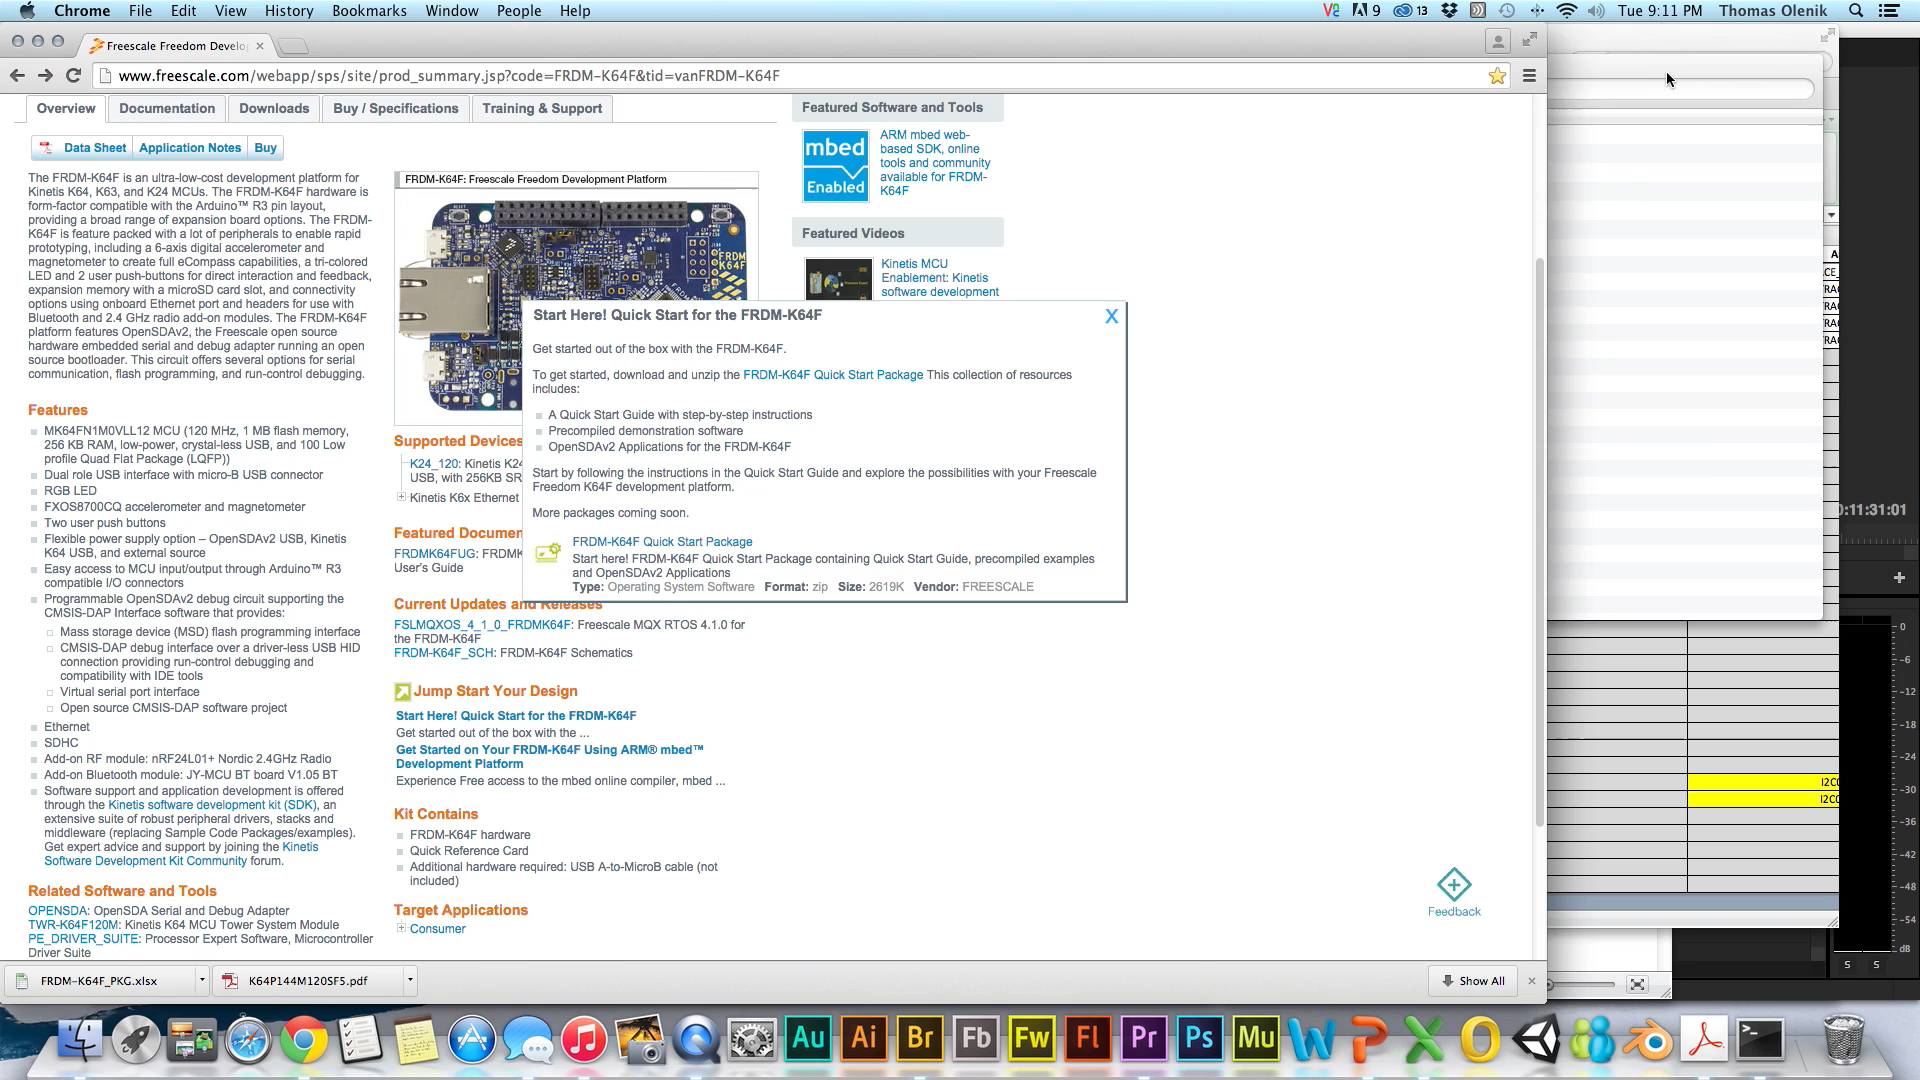 Chrome File Edit View History Bookmarks Window People Help
9 13 Tue 9:11 PM Thomas Olenik
Freescale Freedom Develo
www.freescale.com/webapp/sps/site/prod_summary.jsp?code=FRDM-K64F&tid=vanFRDM-K64F
Overview Documentation Downloads Buy / Specifications Training & Support
Data Sheet Application Notes Buy
The FRDM-K64F is an ultra-low-cost development platform for
Kinetis K64, K63, and K24 MCUs. The FRDM-K64F hardware is
form-factor compatible with the Arduino™ R3 pin layout,
providing a broad range of expansion board options. The FRDM-
K64F is feature packed with a lot of peripherals to enable rapid
prototyping, including a 6-axis digital accelerometer and
magnetometer to create full eCompass capabilities, a tri-colored
LED and 2 user push-buttons for direct interaction and feedback,
expansion memory with a microSD card slot, and connectivity
options using onboard Ethernet port and headers for use with
Bluetooth and 2.4 GHz radio add-on modules. The FRDM-K64F
platform features OpenSDAv2, the Freescale open source
hardware embedded serial and debug adapter running an open
source bootloader. This circuit offers several options for serial
communication, flash programming, and run-control debugging.
Features
MK64FN1M0VLL12 MCU (120 MHz, 1 MB flash memory,
256 KB RAM, low-power, crystal-less USB, and 100 Low
profile Quad Flat Package (LQFP))
Dual role USB interface with micro-B USB connector
RGB LED
FXOS8700CQ accelerometer and magnetometer
Two user push buttons
Flexible power supply option – OpenSDAv2 USB, Kinetis
K64 USB, and external source
Easy access to MCU input/output through Arduino™ R3
compatible I/O connectors
Programmable OpenSDAv2 debug circuit supporting the
CMSIS-DAP Interface software that provides:
Mass storage device (MSD) flash programming interface
CMSIS-DAP debug interface over a driver-less USB HID
connection providing run-control debugging and
compatibility with IDE tools
Virtual serial port interface
Open source CMSIS-DAP software project
Ethernet
SDHC
Add-on RF module: nRF24L01+ Nordic 2.4GHz Radio
Add-on Bluetooth module: JY-MCU BT board V1.05 BT
Software support and application development is offered
through the Kinetis software development kit (SDK), an
extensive suite of robust peripheral drivers, stacks and
middleware (replacing Sample Code Packages/examples).
Get expert advice and support by joining the Kinetis
Software Development Kit Community forum.
Related Software and Tools
OPENSDA: OpenSDA Serial and Debug Adapter
TWR-K64F120M: Kinetis K64 MCU Tower System Module
PE_DRIVER_SUITE: Processor Expert Software, Microcontroller
Driver Suite
FRDM-K64F: Freescale Freedom Development Platform
FRDM
K64F
Supported Devices
K24_120: Kinetis K24
USB, with 256KB SR
Kinetis K6x Ethernet
Featured Documen
FRDMK64FUG: FRDMK
User's Guide
Current Updates and Releases
FSLMQXOS_4_1_0_FRDMK64F: Freescale MQX RTOS 4.1.0 for
the FRDM-K64F
FRDM-K64F_SCH: FRDM-K64F Schematics
Jump Start Your Design
Start Here! Quick Start for the FRDM-K64F
Get started out of the box with the ...
Get Started on Your FRDM-K64F Using ARM® mbed™
Development Platform
Experience Free access to the mbed online compiler, mbed ...
Kit Contains
FRDM-K64F hardware
Quick Reference Card
Additional hardware required: USB A-to-MicroB cable (not
included)
Target Applications
Consumer
Featured Software and Tools
mbed
Enabled
ARM mbed web-
based SDK, online
tools and community
available for FRDM-
K64F
Featured Videos
Kinetis MCU
Enablement: Kinetis
software development
Start Here! Quick Start for the FRDM-K64F
X
Get started out of the box with the FRDM-K64F.
To get started, download and unzip the FRDM-K64F Quick Start Package This collection of resources
includes:
A Quick Start Guide with step-by-step instructions
Precompiled demonstration software
OpenSDAv2 Applications for the FRDM-K64F
Start by following the instructions in the Quick Start Guide and explore the possibilities with your Freescale
Freedom K64F development platform.
More packages coming soon.
FRDM-K64F Quick Start Package
Start here! FRDM-K64F Quick Start Package containing Quick Start Guide, precompiled examples
and OpenSDAv2 Applications
Type: Operating System Software Format: zip Size: 2619K Vendor: FREESCALE
Feedback
:11:31:01
I2C
I2C
0
-6
-12
-18
-24
-30
-36
-42
-48
-54
dB
S S
FRDM-K64F_PKG.xlsx K64P144M120SF5.pdf Show All
Au Ai Br Fb Fw Fl Pr Ps Mu